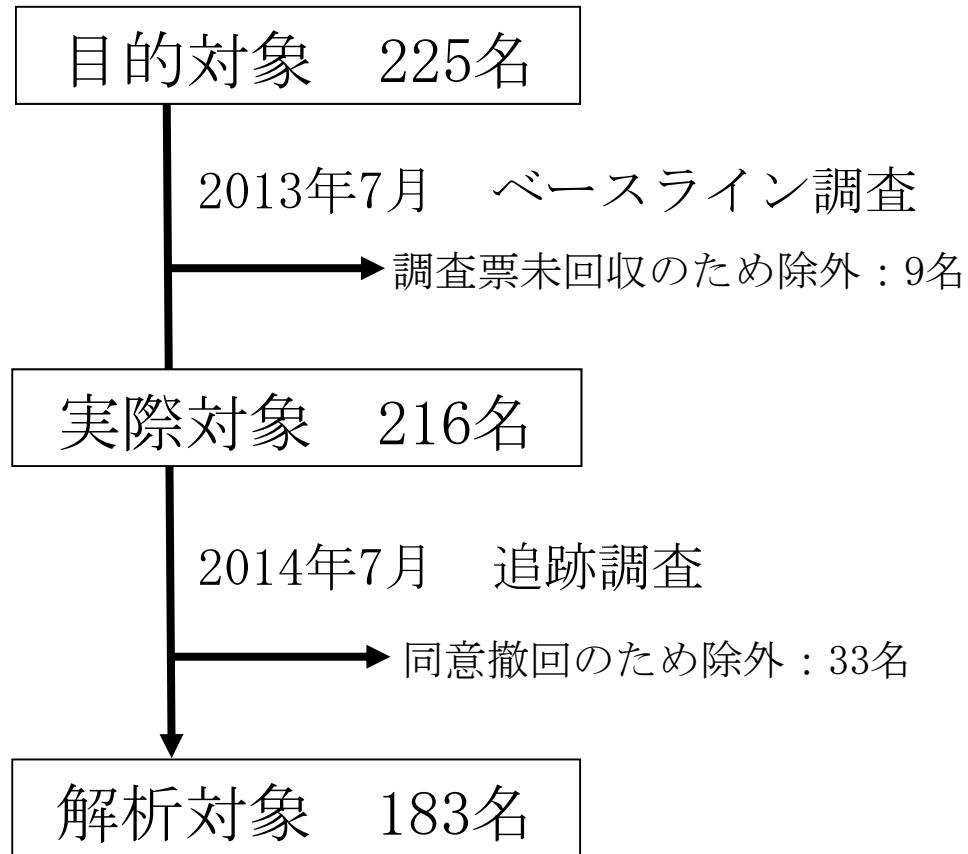 目的対象　225名
2013年7月　ベースライン調査
調査票未回収のため除外：9名
実際対象　216名
2014年7月　追跡調査
同意撤回のため除外：33名
解析対象　183名